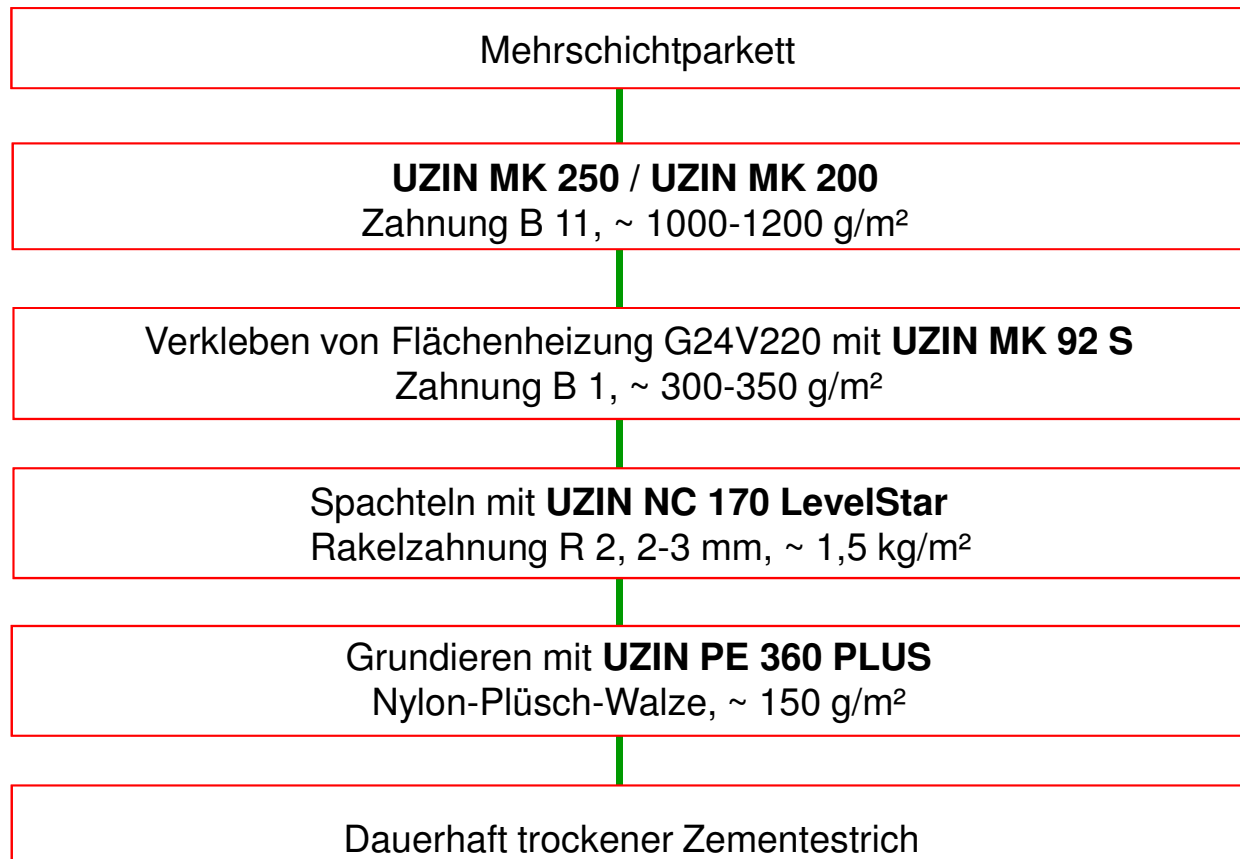 Mehrschichtparkett
UZIN MK 250 / UZIN MK 200
Zahnung B 11, ~ 1000-1200 g/m²
Verkleben von Flächenheizung G24V220 mit UZIN MK 92 S
Zahnung B 1, ~ 300-350 g/m²
Spachteln mit UZIN NC 170 LevelStar
Rakelzahnung R 2, 2-3 mm, ~ 1,5 kg/m²
Grundieren mit UZIN PE 360 PLUS
Nylon-Plüsch-Walze, ~ 150 g/m²
Dauerhaft trockener Zementestrich